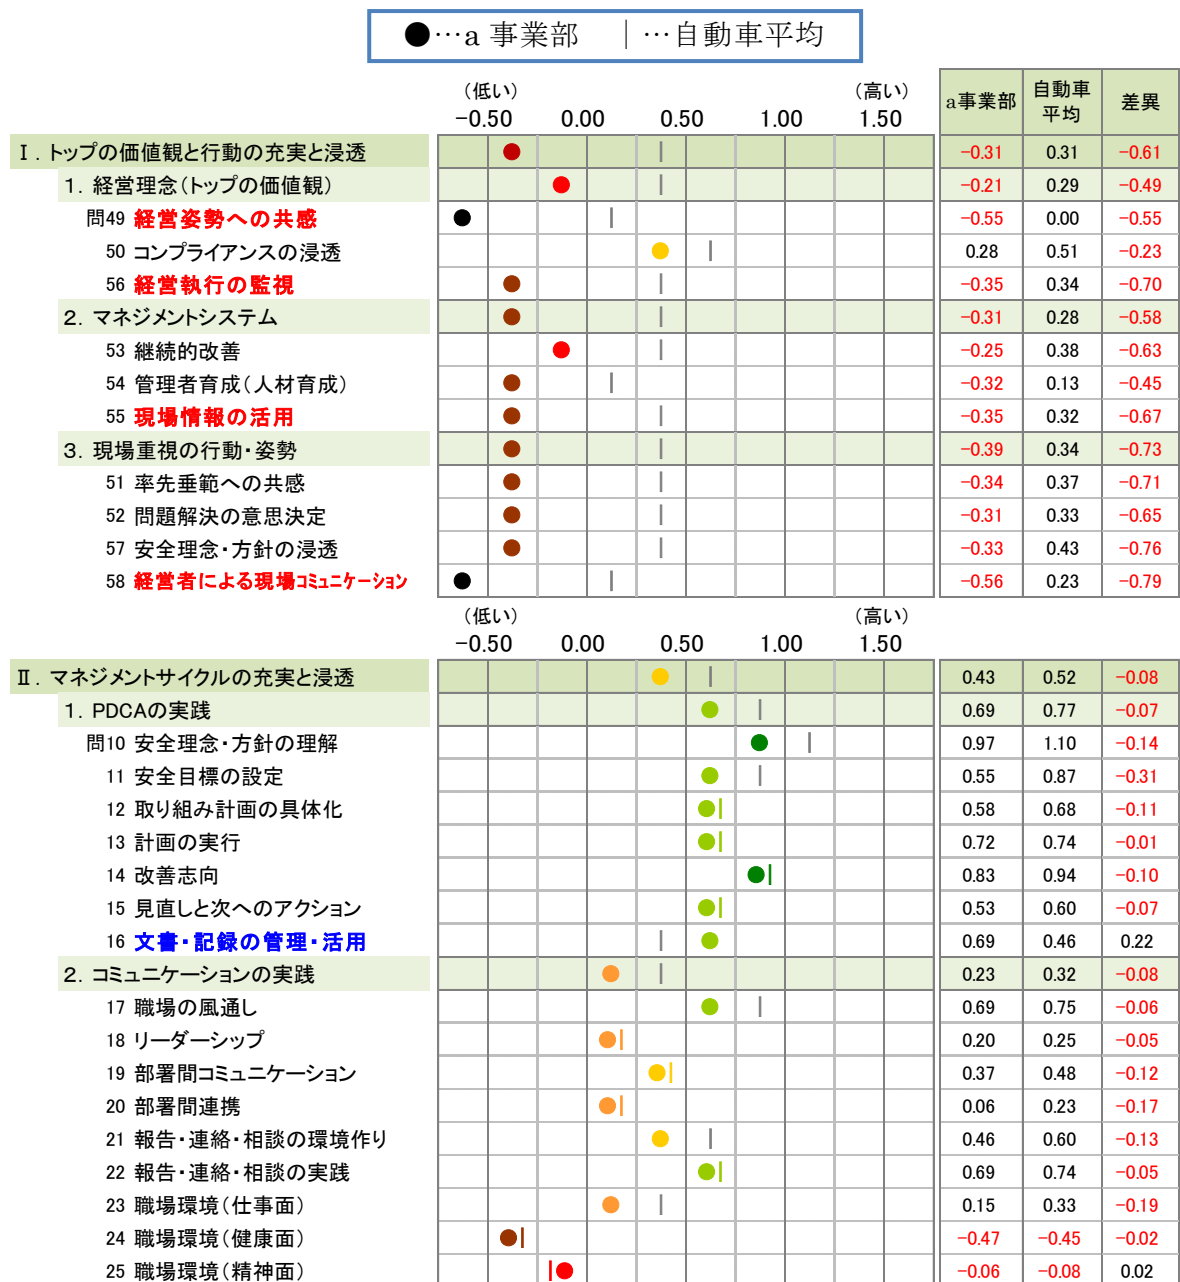 ●…a 事業部 ｜…自動車平均
（低い） （高い）
−0.50 0.00 0.50 1.00 1.50 a事業部 自動車平均 差異
Ⅰ．トップの価値観と行動の充実と浸透 −0.31 0.31 −0.61
1．経営理念（トップの価値観） −0.21 0.29 −0.49
問49 経営姿勢への共感 −0.55 0.00 −0.55
50 コンプライアンスの浸透 0.28 0.51 −0.23
56 経営執行の監視 −0.35 0.34 −0.70
2．マネジメントシステム −0.31 0.28 −0.58
53 継続的改善 −0.25 0.38 −0.63
54 管理者育成（人材育成） −0.32 0.13 −0.45
55 現場情報の活用 −0.35 0.32 −0.67
3．現場重視の行動・姿勢 −0.39 0.34 −0.73
51 率先垂範への共感 −0.34 0.37 −0.71
52 問題解決の意思決定 −0.31 0.33 −0.65
57 安全理念・方針の浸透 −0.33 0.43 −0.76
58 経営者による現場ｺﾐｭﾆｹｰｼｮﾝ −0.56 0.23 −0.79
（低い） （高い）
−0.50 0.00 0.50 1.00 1.50
Ⅱ．マネジメントサイクルの充実と浸透 0.43 0.52 −0.08
1．PDCAの実践 0.69 0.77 −0.07
問10 安全理念・方針の理解 0.97 1.10 −0.14
11 安全目標の設定 0.55 0.87 −0.31
12 取り組み計画の具体化 0.58 0.68 −0.11
13 計画の実行 0.72 0.74 −0.01
14 改善志向 0.83 0.94 −0.10
15 見直しと次へのアクション 0.53 0.60 −0.07
16 文書・記録の管理・活用 0.69 0.46 0.22
2．コミュニケーションの実践 0.23 0.32 −0.08
17 職場の風通し 0.69 0.75 −0.06
18 リーダーシップ 0.20 0.25 −0.05
19 部署間コミュニケーション 0.37 0.48 −0.12
20 部署間連携 0.06 0.23 −0.17
21 報告・連絡・相談の環境作り 0.46 0.60 −0.13
22 報告・連絡・相談の実践 0.69 0.74 −0.05
23 職場環境（仕事面） 0.15 0.33 −0.19
24 職場環境（健康面） −0.47 −0.45 −0.02
25 職場環境（精神面） −0.06 −0.08 0.02